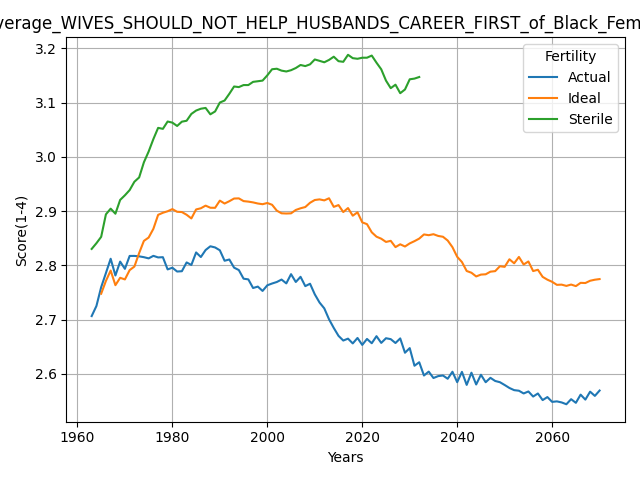 verage_WIVES_SHOULD_NOT_HELP_HUSBANDS_CAREER_FIRST_of_Black_Fem
Fertility
Actual
Ideal
Sterile
Score(1-4)
3.2
3.1
3.0
2.9
2.8
2.7
2.6
1960
1980
2000
2020
2040
2060
Years